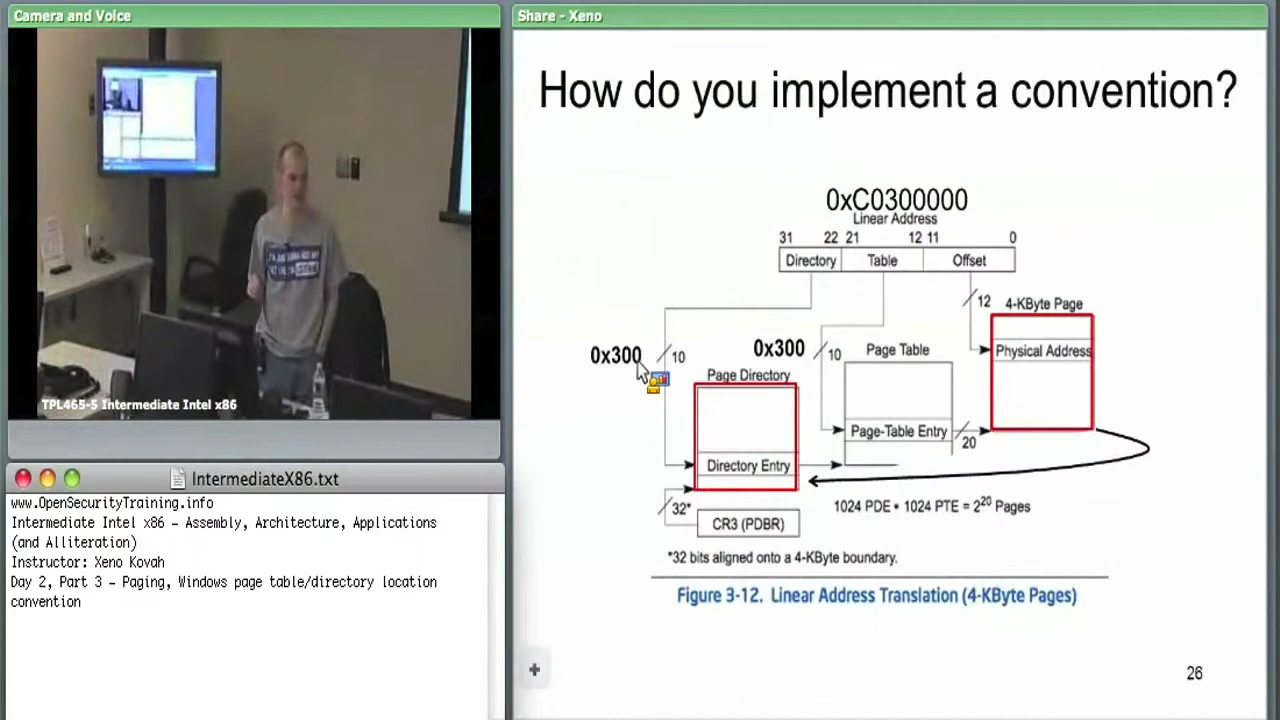 Camera and Voice
TPL465-5 Intermediate Intel x86
IntermediateX86.txt
www.OpenSecurityTraining.info
Intermediate Intel x86 – Assembly, Architecture, Applications
(and Alliteration)
Instructor: Xeno Kovah
Day 2, Part 3 – Paging, Windows page table/directory location
convention
Share - Xeno
How do you implement a convention?
0xC0300000
Linear Address
31 22 21 12 11 0
Directory Table Offset
12 4-KByte Page
0x300 10 0x300 10 Page Table Physical Address
Page Directory
Page-Table Entry 20
Directory Entry
32* CR3 (PDBR)
1024 PDE * 1024 PTE = 2^20 Pages
*32 bits aligned onto a 4-KByte boundary.
Figure 3-12. Linear Address Translation (4-KByte Pages)
26